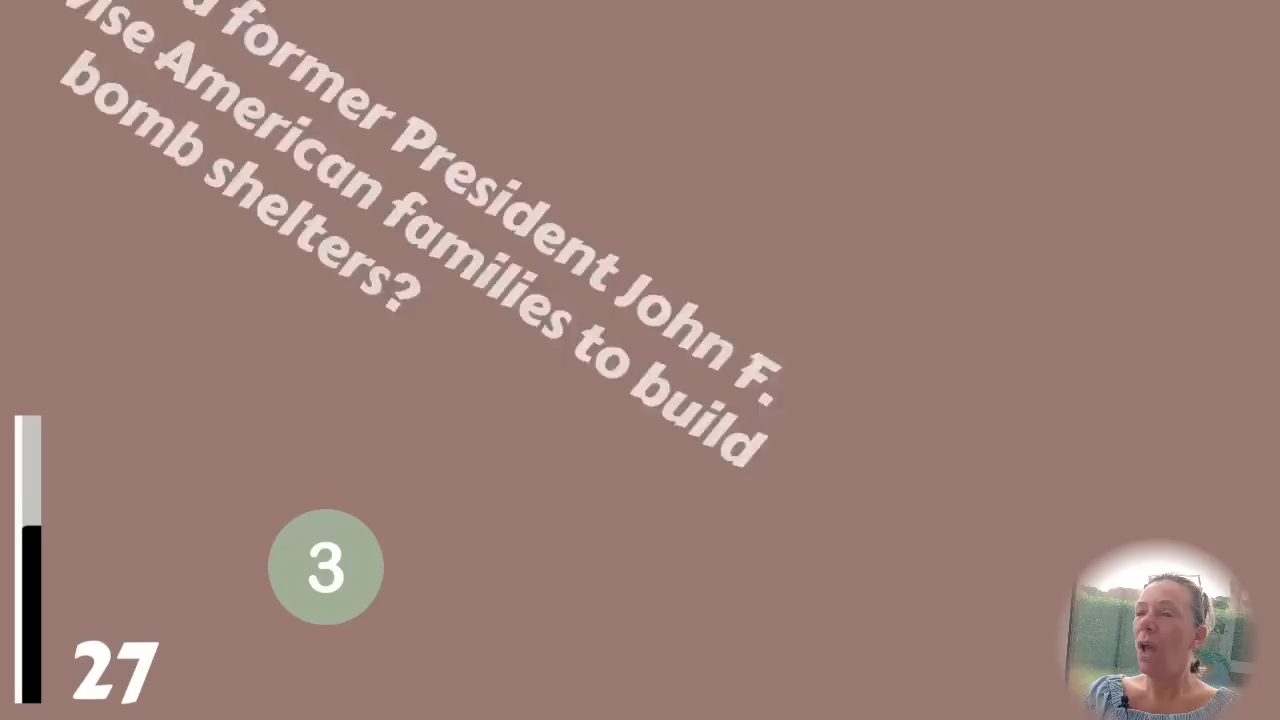 former President John F.
American families to build
bomb shelters?
3
27